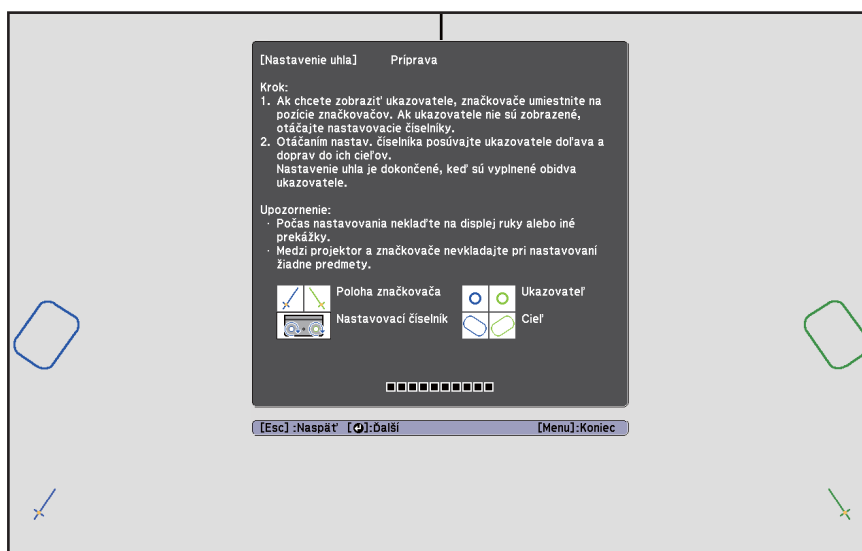 [Nastavenie uhla] Príprava
Krok:
1. Ak chcete zobraziť ukazovatele, značkovače umiestnite na
pozície značkovačov. Ak ukazovatele nie sú zobrazené,
otáčajte nastavovacie číselníky.
2. Otáčaním nastav. číselníka posúvajte ukazovatele doľava a
doprav do ich cieľov.
Nastavenie uhla je dokončené, keď sú vyplnené obidva
ukazovatele.
Upozornenie:
· Počas nastavovania neklaďte na displej ruky alebo iné
prekážky.
· Medzi projektor a značkovače nevkladajte pri nastavovaní
žiadne predmety.
Poloha značkovača
Ukazovateľ
Nastavovací číselník
Cieľ
[Esc] :Naspäť [⏎]:Ďalší [Menu]:Koniec